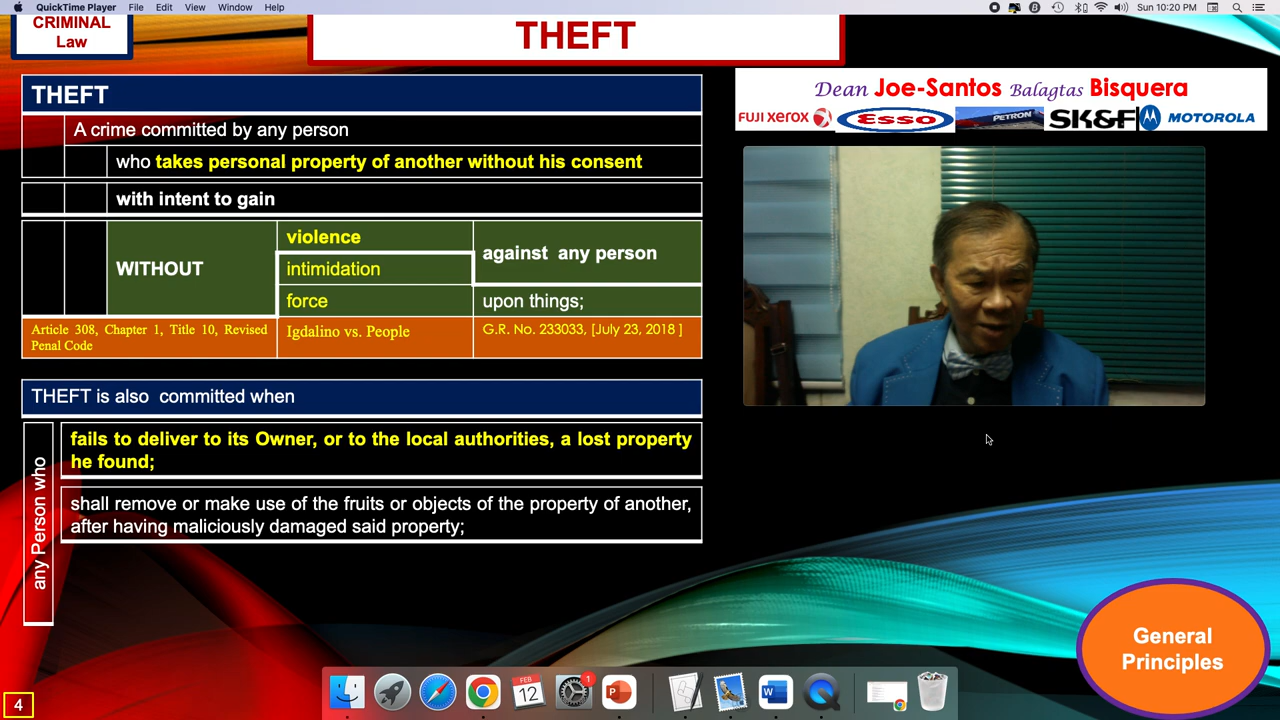 QuickTime Player File Edit View Window Help Sun 10:20 PM
CRIMINAL
Law
THEFT
Dean Joe-Santos Balagtas Bisquera
FUJI XEROX Esso PETRON SK&F MOTOROLA
THEFT
A crime committed by any person
who takes personal property of another without his consent
with intent to gain
WITHOUT
violence
intimidation
force
against any person
upon things;
Article 308, Chapter 1, Title 10, Revised
Penal Code
Igdalino vs. People
G.R. No. 233033, [July 23, 2018 ]
THEFT is also committed when
any Person who
fails to deliver to its Owner, or to the local authorities, a lost property
he found;
shall remove or make use of the fruits or objects of the property of another,
after having maliciously damaged said property;
General
Principles
4
FEB
12
1